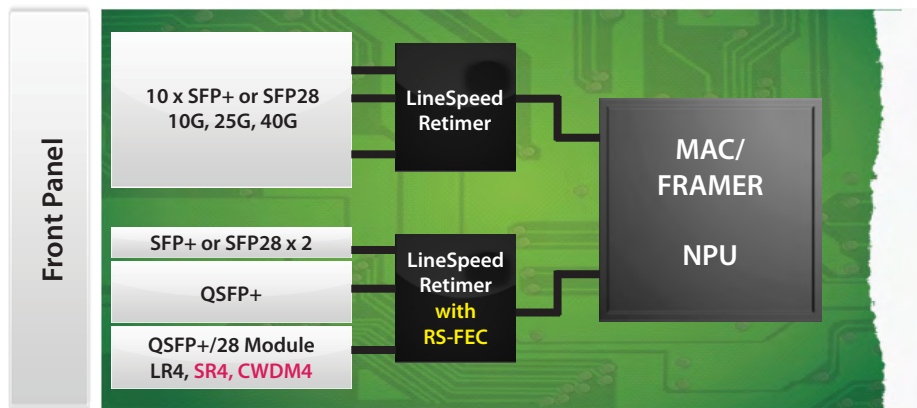 Front Panel
10 x SFP+ or SFP28
10G, 25G, 40G
LineSpeed
Retimer
SFP+ or SFP28 x 2
QSFP+
QSFP+/28 Module
LR4, SR4, CWDM4
LineSpeed
Retimer
with
RS-FEC
MAC/
FRAMER
NPU